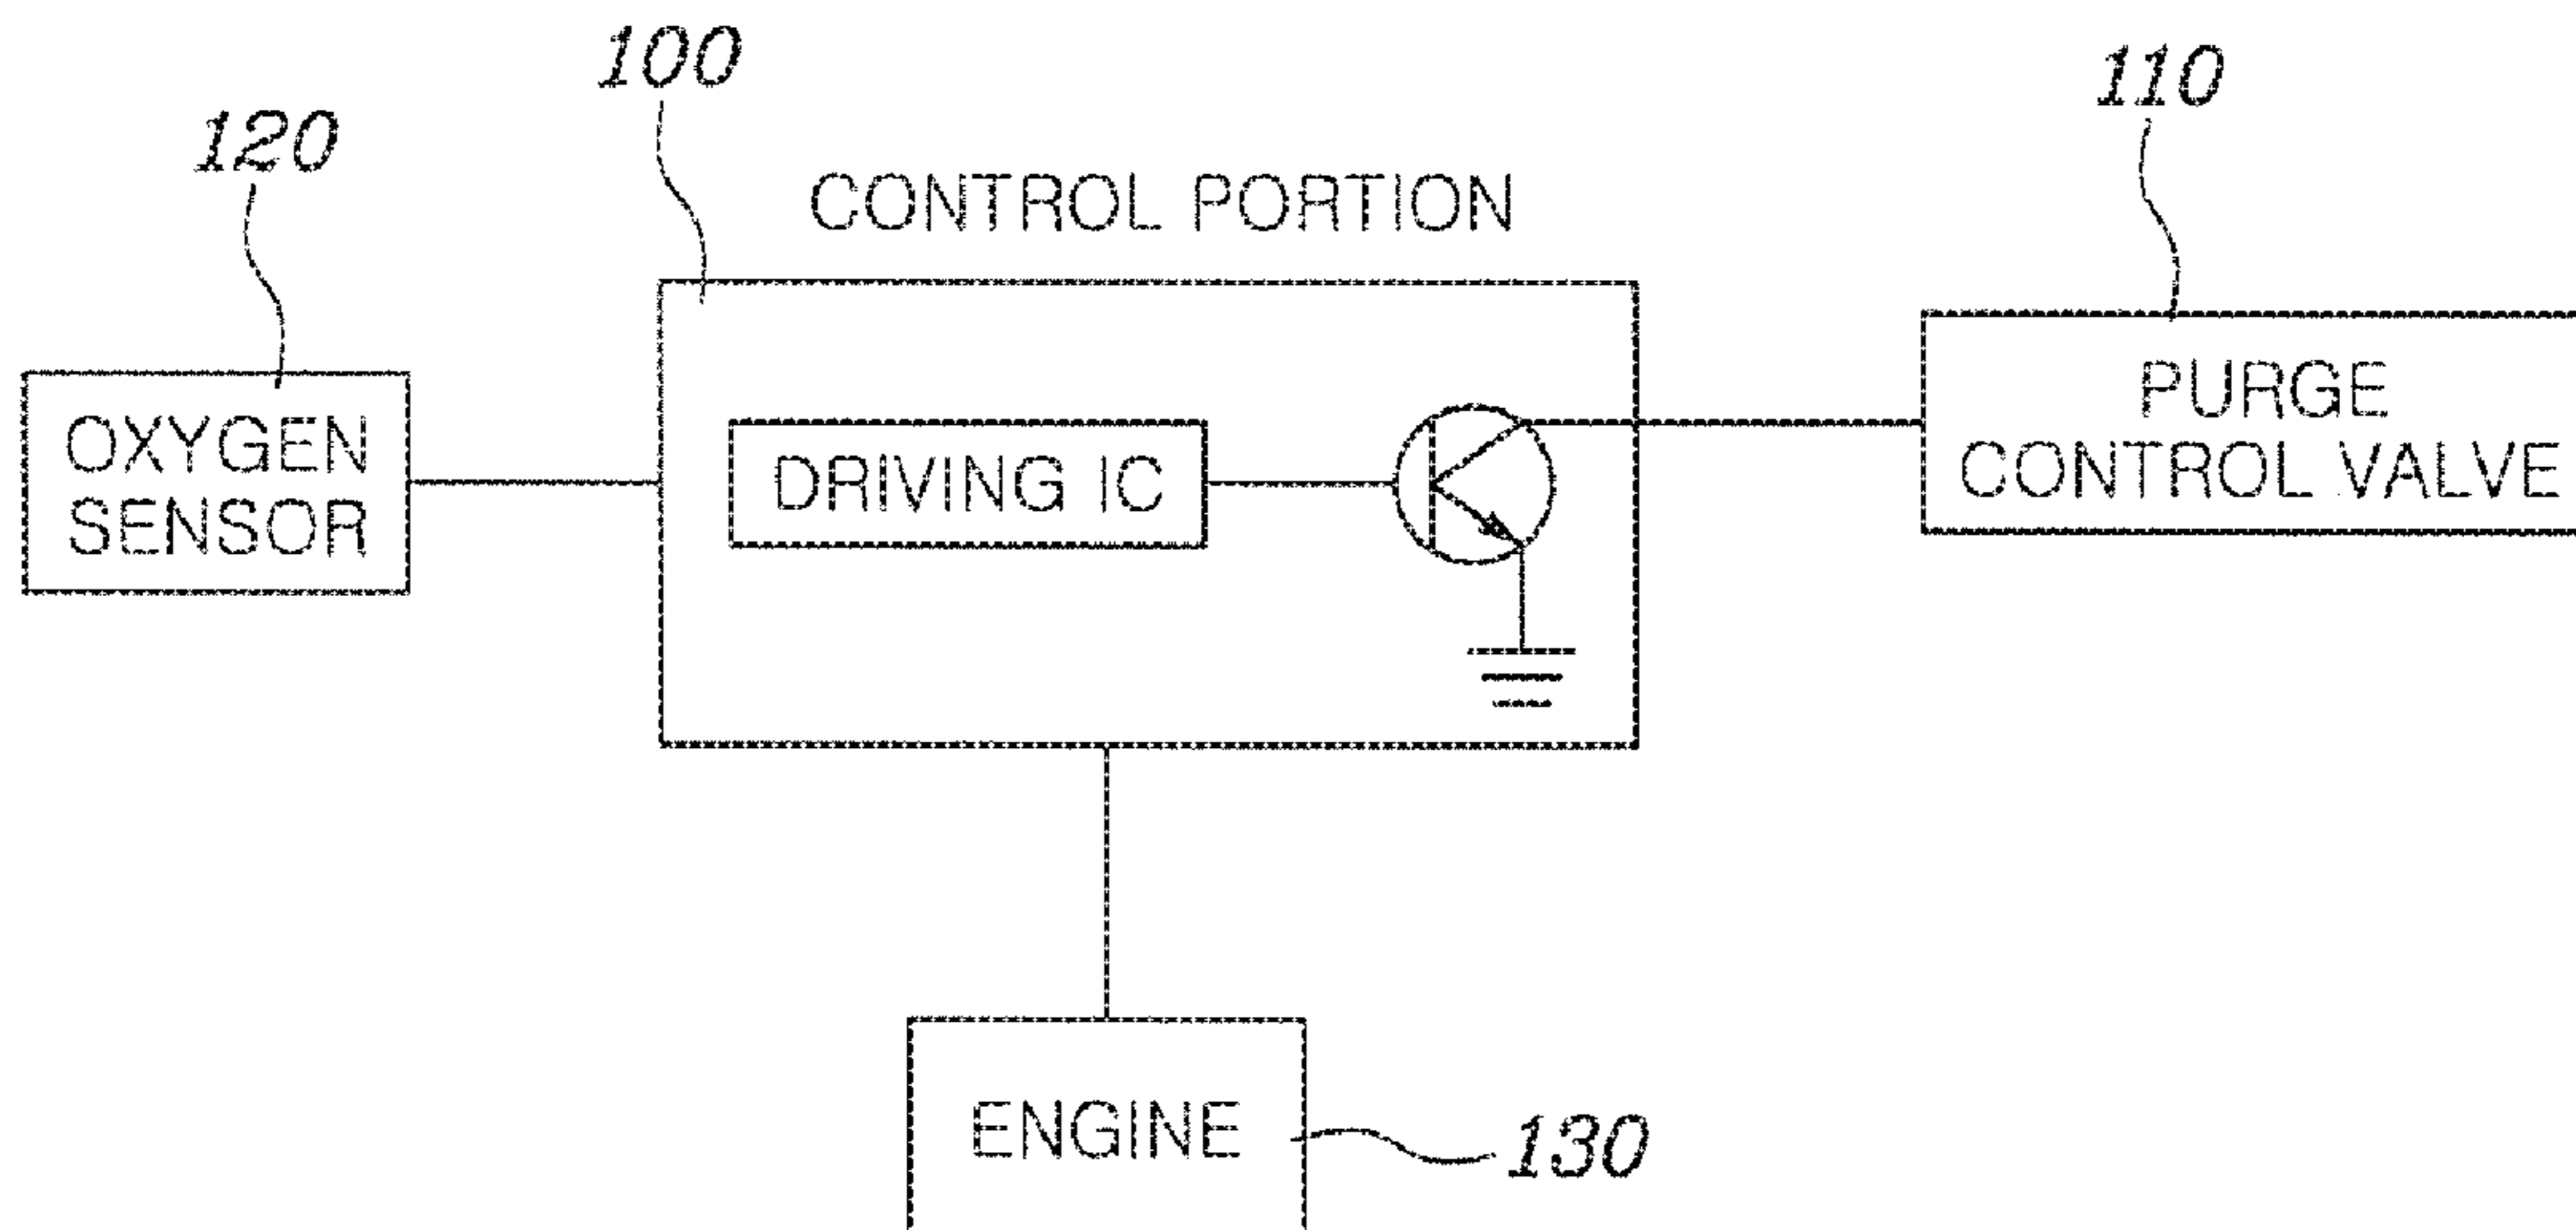 100
110
120
CONTROL PORTION
OXYGEN
SENSOR
DRIVING IC
PURGE
CONTROL VALVE
ENGINE
130